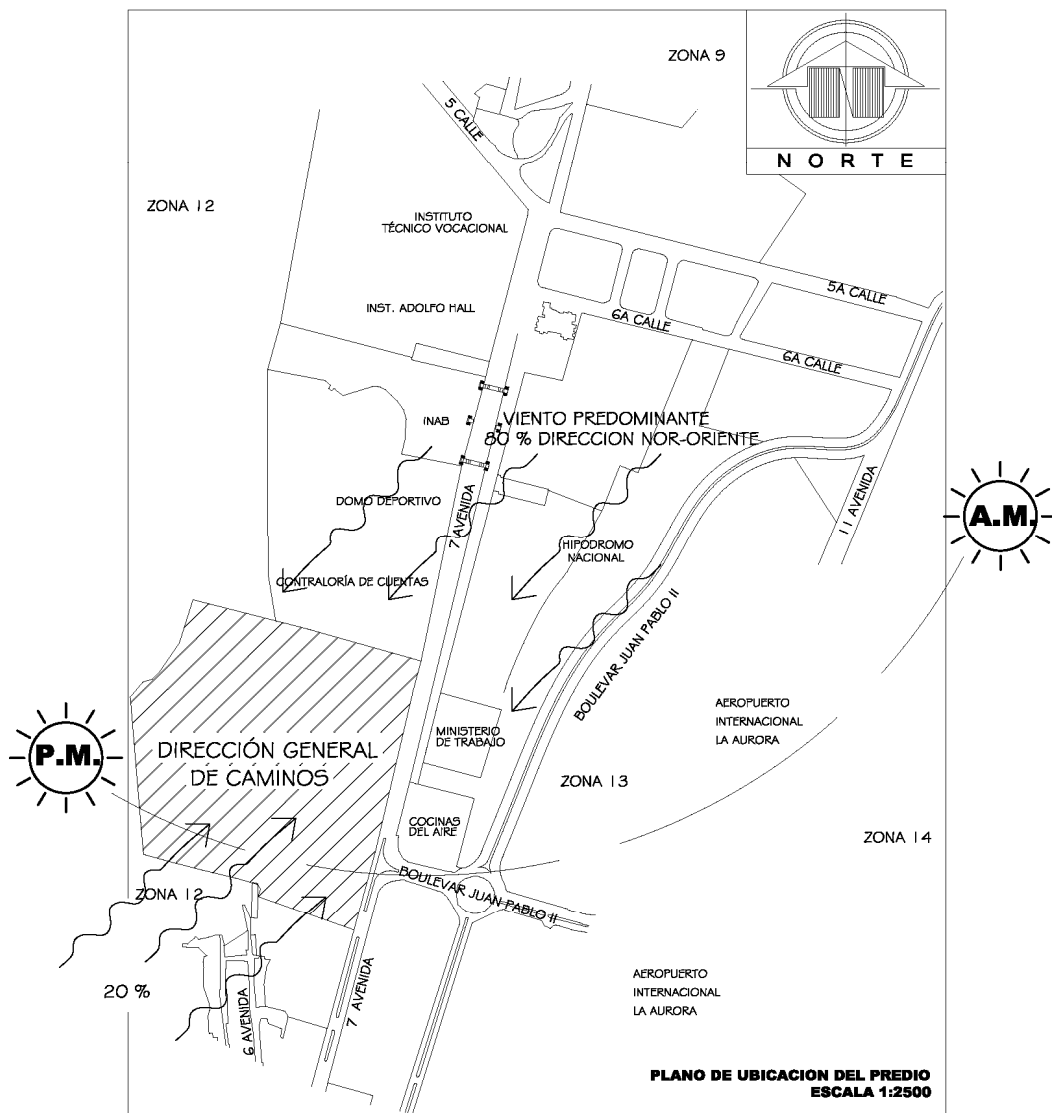 ZONA 9
N O R T E
5 CALLE
ZONA 12
INSTITUTO
TÉCNICO VOCACIONAL
5A CALLE
INST. ADOLFO HALL
6A CALLE
6A CALLE
INAB
VIENTO PREDOMINANTE
80 % DIRECCION NOR-ORIENTE
DOMO DEPORTIVO
7 AVENIDA
11 AVENIDA
A.M.
HIPÓDROMO
NACIONAL
CONTRALORÍA DE CUENTAS
BOULEVAR JUAN PABLO II
AEROPUERTO
INTERNACIONAL
LA AURORA
MINISTERIO
DE TRABAJO
P.M.
DIRECCIÓN GENERAL
DE CAMINOS
ZONA 13
COCINAS
DEL AIRE
ZONA 14
BOULEVAR JUAN PABLO II
ZONA 12
20 %
6 AVENIDA
7 AVENIDA
AEROPUERTO
INTERNACIONAL
LA AURORA
PLANO DE UBICACION DEL PREDIO
ESCALA 1:2500